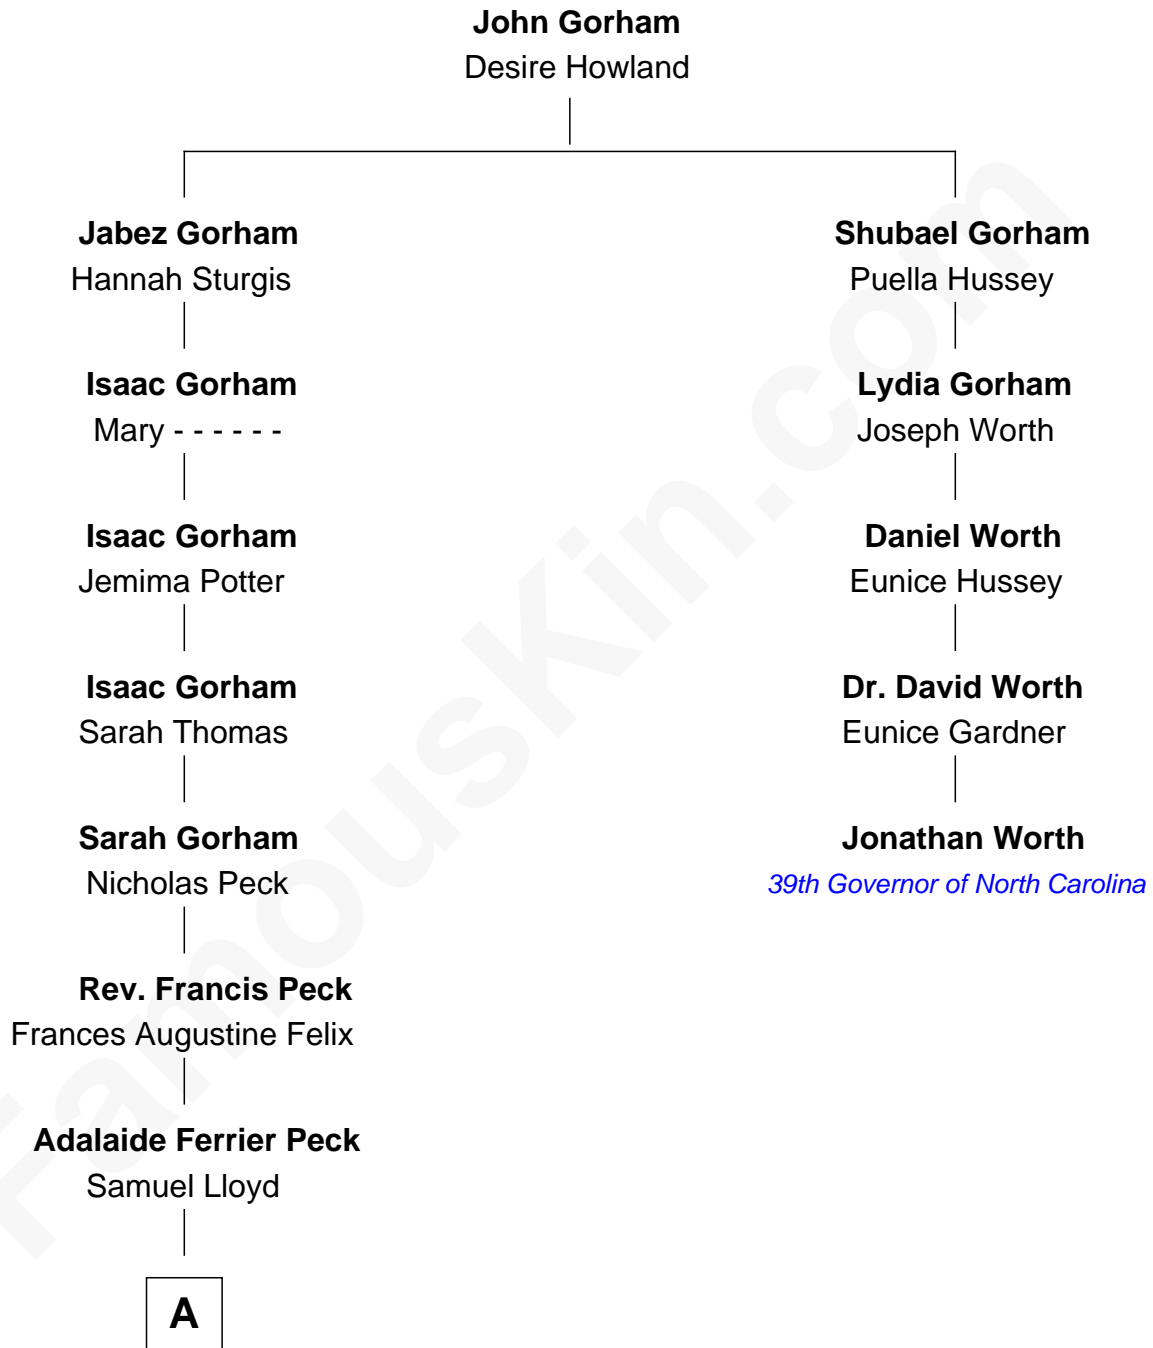 John Gorham
Desire Howland
Jabez Gorham
Hannah Sturgis
Shubael Gorham
Puella Hussey
Isaac Gorham
Mary - - - - - -
Lydia Gorham
Joseph Worth
Isaac Gorham
Jemima Potter
Daniel Worth
Eunice Hussey
Isaac Gorham
Sarah Thomas
Dr. David Worth
Eunice Gardner
Sarah Gorham
Nicholas Peck
Jonathan Worth
39th Governor of North Carolina
Rev. Francis Peck
Frances Augustine Felix
Adalaide Ferrier Peck
Samuel Lloyd
A
FamousKin.com